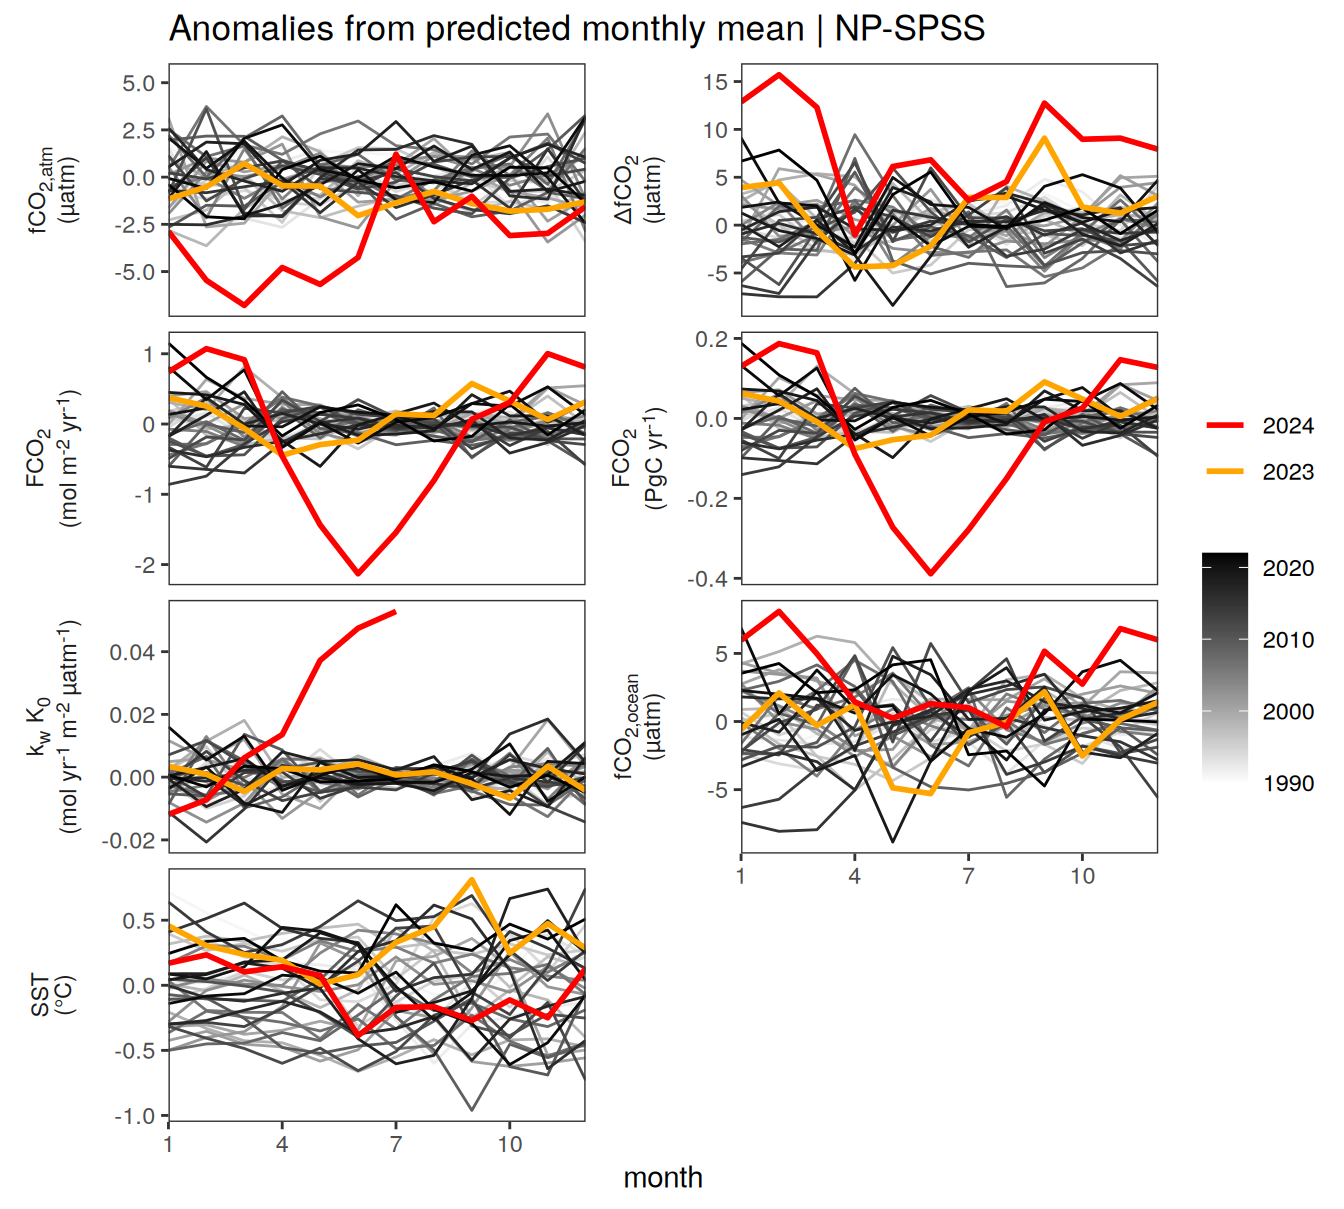 Anomalies from predicted monthly mean | NP-SPSS
fCO2,atm
(µatm)
5.0
2.5
0.0
-2.5
-5.0
ΔfCO2
(µatm)
15
10
5
0
-5
FCO2
(mol m-2 yr-1)
1
0
-1
-2
FCO2
(PgC yr-1)
0.2
0.0
-0.2
-0.4
kw K0
(mol yr-1 m-2 µatm-1)
0.04
0.02
0.00
-0.02
fCO2,ocean
(µatm)
5
0
-5
1 4 7 10
SST
(°C)
0.5
0.0
-0.5
-1.0
1 4 7 10
month
2024
2023
2020
2010
2000
1990